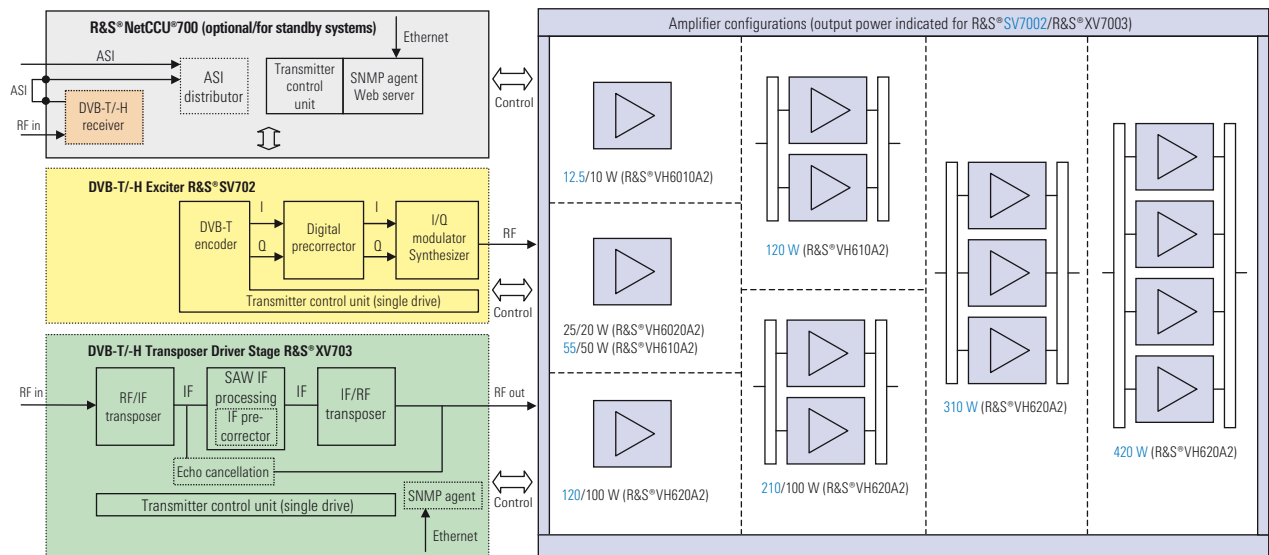 R&S®NetCCU®700 (optional/for standby systems)
Ethernet
ASI
ASI
ASI
distributor
Transmitter
control
unit
SNMP agent
Web server
DVB-T/-H
receiver
RF in
Control
DVB-T/-H Exciter R&S®SV702
DVB-T
encoder
I
Q
Digital
precorrector
I
Q
I/Q
modulator
Synthesizer
RF
Transmitter control unit (single drive)
Control
DVB-T/-H Transposer Driver Stage R&S®XV703
RF in
RF/IF
transposer
IF
SAW IF
processing
IF pre-
corrector
IF
IF/RF
transposer
RF out
Echo cancellation
Transmitter control unit (single drive)
SNMP agent
Ethernet
Control
Amplifier configurations (output power indicated for R&S®SV7002/R&S®XV7003)
12.5/10 W (R&S®VH6010A2)
25/20 W (R&S®VH6020A2)
55/50 W (R&S®VH610A2)
120/100 W (R&S®VH620A2)
120 W (R&S®VH610A2)
210/100 W (R&S®VH620A2)
310 W (R&S®VH620A2)
420 W (R&S®VH620A2)